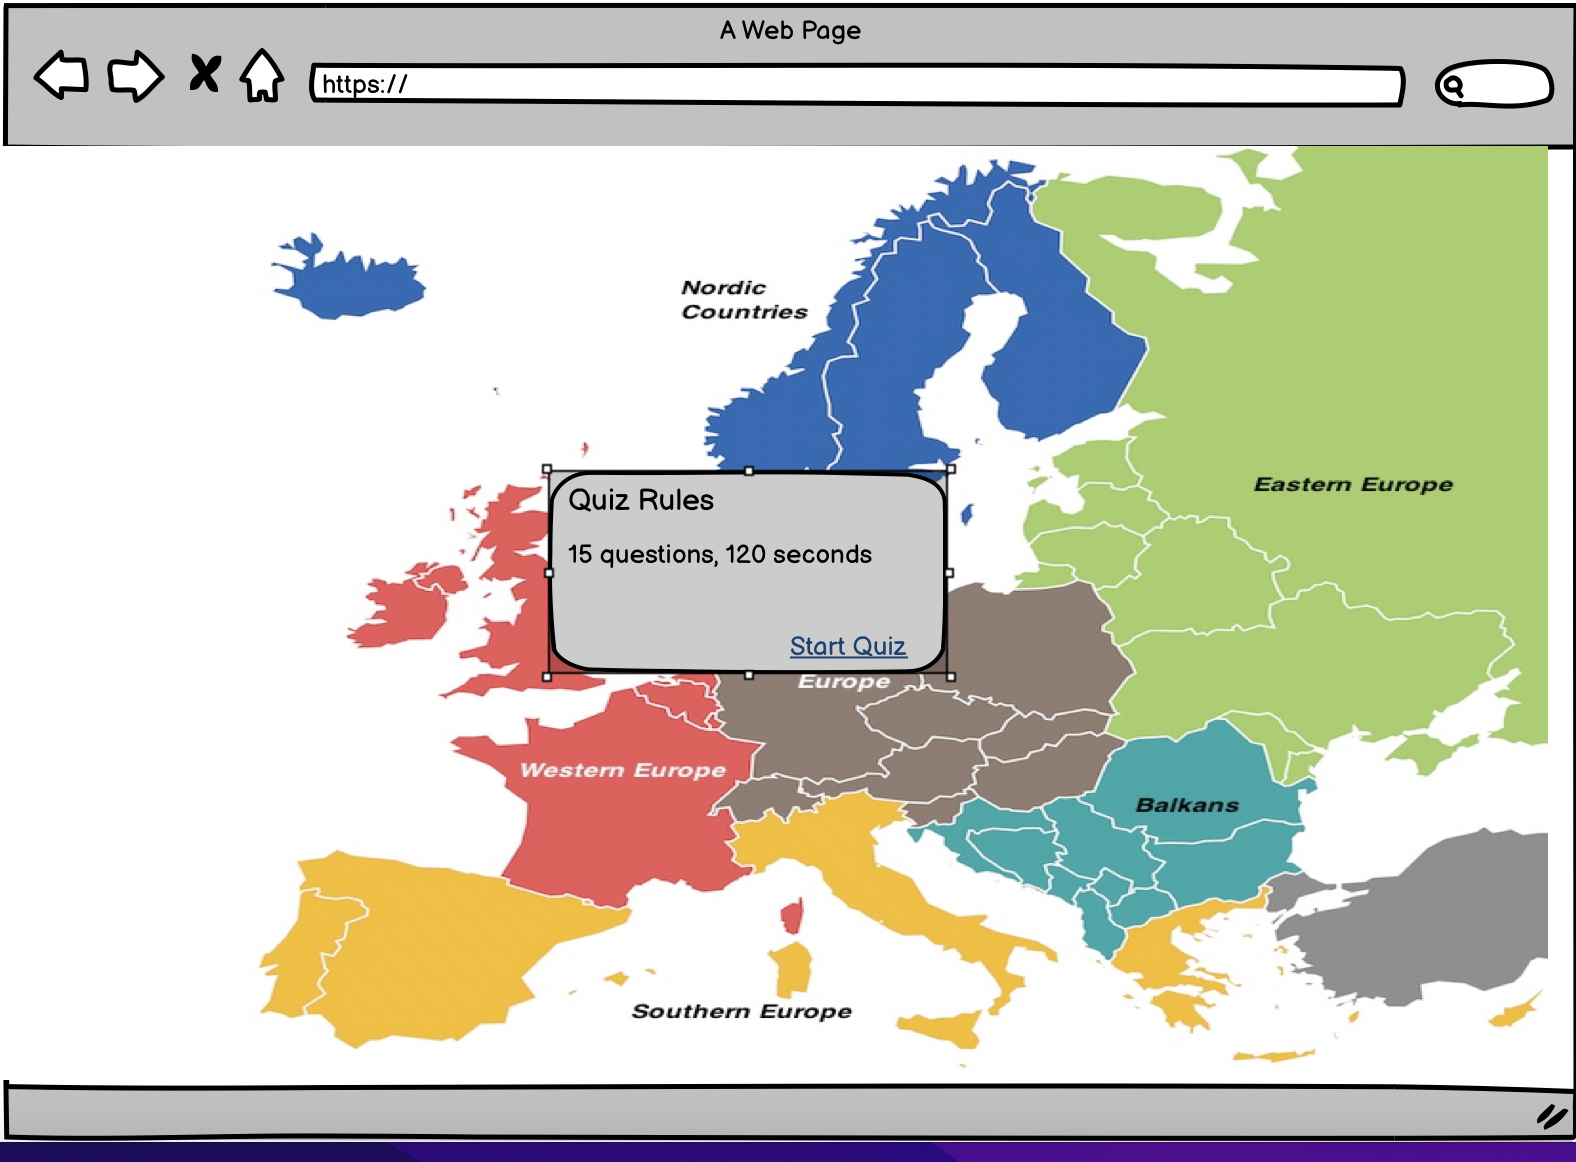 A Web Page
https://
Nordic
Countries
Eastern Europe
Quiz Rules
15 questions, 120 seconds
Start Quiz
Europe
Western Europe
Balkans
Southern Europe